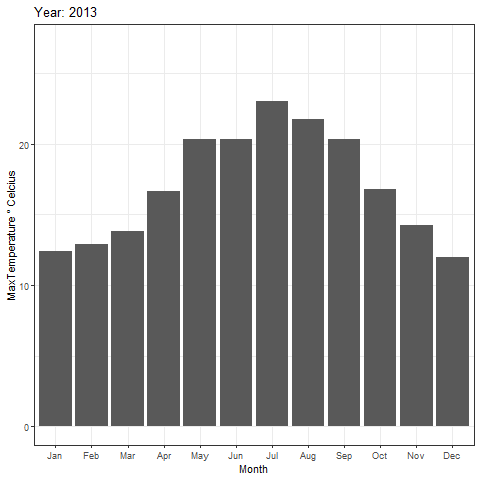 Year: 2013
MaxTemperature " Celcius
20
10
0
Jan Feb Mar Apr May Jun Jul Aug Sep Oct Nov Dec
Month